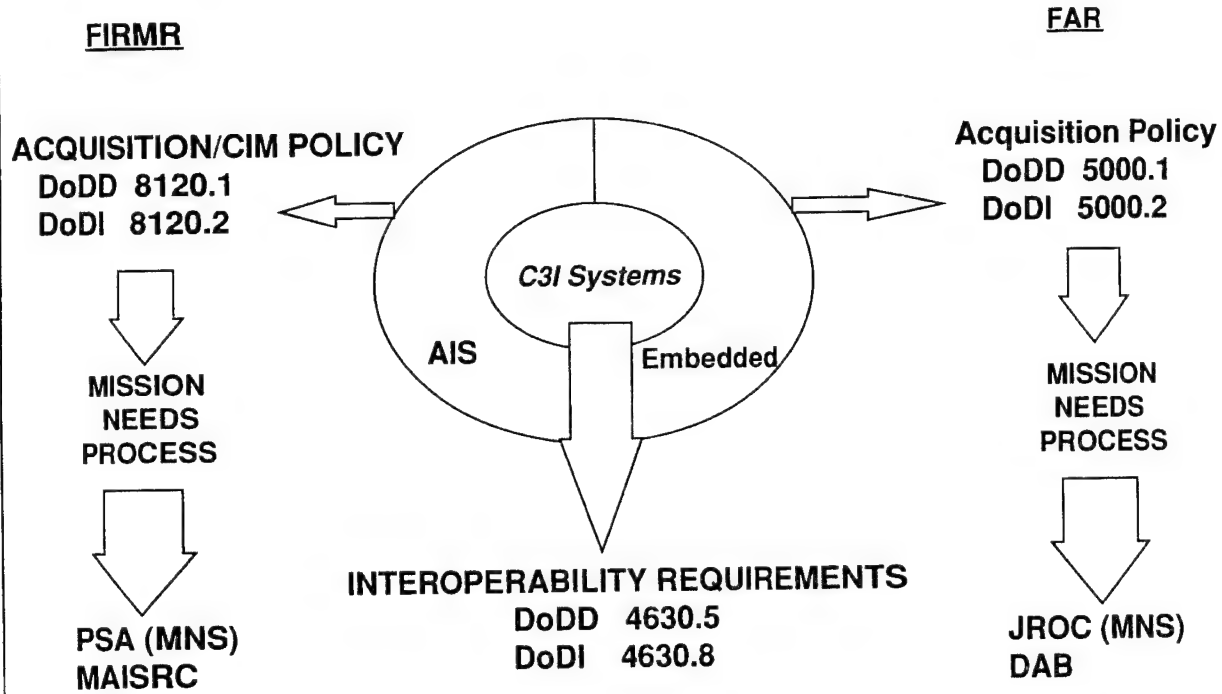 FIRMR
ACQUISITION/CIM POLICY
DoDD 8120.1
DoDI 8120.2
MISSION
NEEDS
PROCESS
PSA (MNS)
MAISRC
C3I Systems
AIS
Embedded
INTEROPERABILITY REQUIREMENTS
DoDD 4630.5
DoDI 4630.8
FAR
Acquisition Policy
DoDD 5000.1
DoDI 5000.2
MISSION
NEEDS
PROCESS
JROC (MNS)
DAB